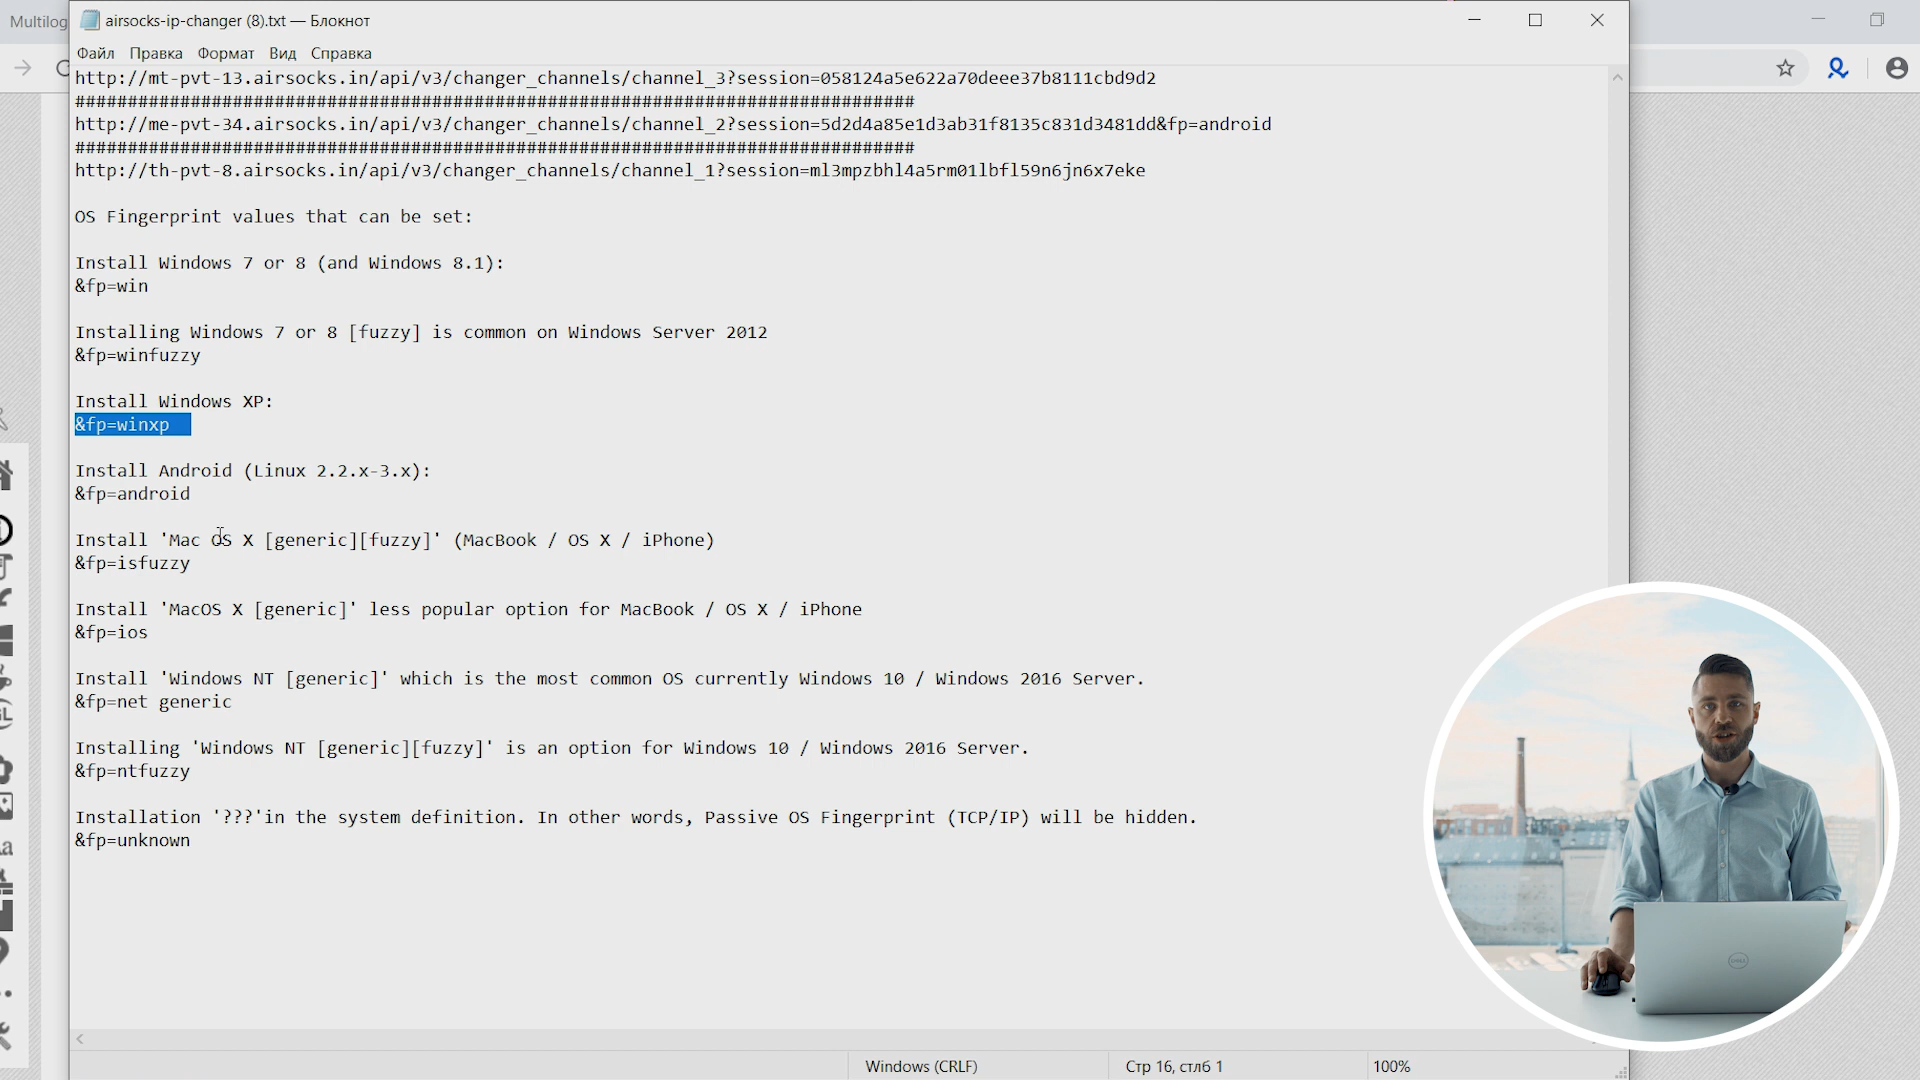 Multilog
airsocks-ip-changer (8).txt — Блокнот
Файл Правка Формат Вид Справка
http://mt-pvt-13.airsocks.in/api/v3/changer_channels/channel_3?session=058124a5e622a70deee37b8111cbd9d2
################################################################################
http://me-pvt-34.airsocks.in/api/v3/changer_channels/channel_2?session=5d2d4a85e1d3ab31f8135c831d3481dd&fp=android
################################################################################
http://th-pvt-8.airsocks.in/api/v3/changer_channels/channel_1?session=ml3mpzbhl4a5rm01lbfl59n6jn6x7eke
OS Fingerprint values that can be set:
Install Windows 7 or 8 (and Windows 8.1):
&fp=win
Installing Windows 7 or 8 [fuzzy] is common on Windows Server 2012
&fp=winfuzzy
Install Windows XP:
&fp=winxp
Install Android (Linux 2.2.x-3.x):
&fp=android
Install 'Mac OS X [generic][fuzzy]' (MacBook / OS X / iPhone)
&fp=isfuzzy
Install 'MacOS X [generic]' less popular option for MacBook / OS X / iPhone
&fp=ios
Install 'Windows NT [generic]' which is the most common OS currently Windows 10 / Windows 2016 Server.
&fp=net generic
Installing 'Windows NT [generic][fuzzy]' is an option for Windows 10 / Windows 2016 Server.
&fp=ntfuzzy
Installation '???'in the system definition. In other words, Passive OS Fingerprint (TCP/IP) will be hidden.
&fp=unknown
DELL
Windows (CRLF) Стр 16, стлб 1 100%